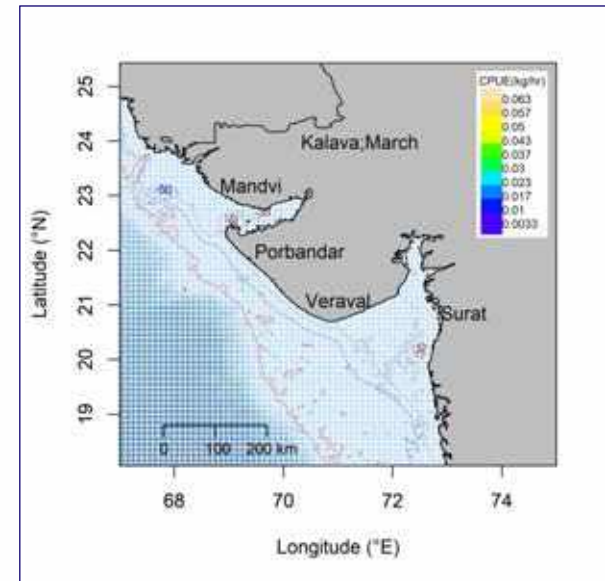 CPUE(kg/hr)
0.063
0.057
0.05
0.043
0.037
0.03
0.023
0.017
0.01
0.0033
25
24
23
22
21
20
19
Latitude (°N)
Kalava;March
Mandvi
Porbandar
Veraval
Surat
0 100 200 km
68 70 72 74
Longitude (°E)